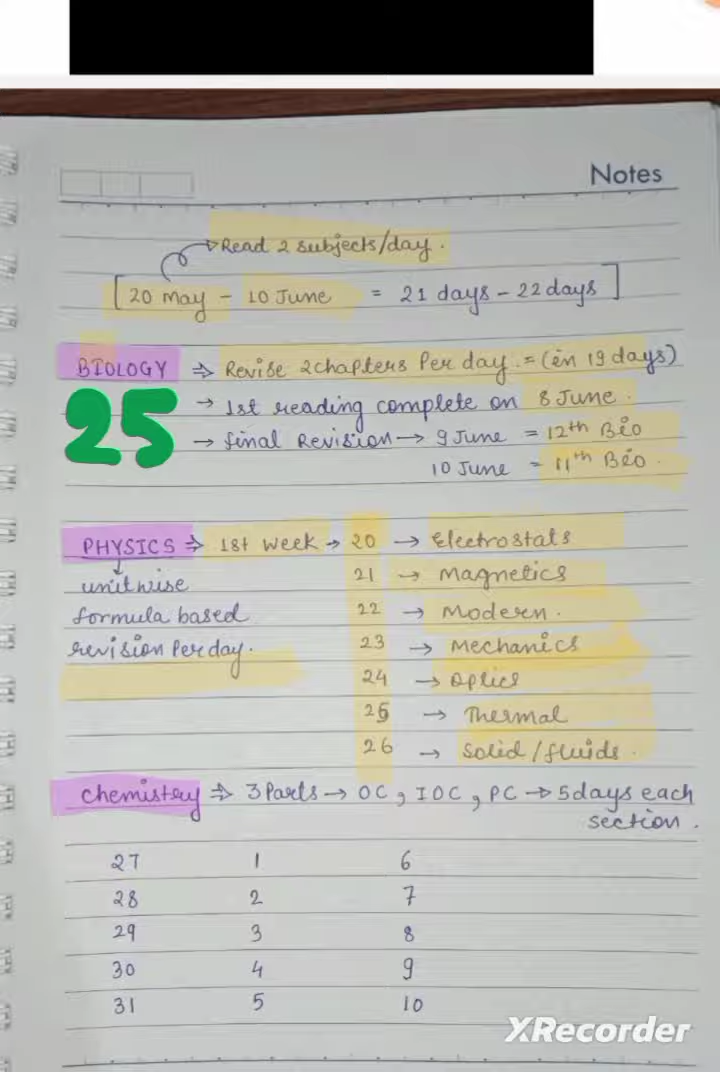 Notes
Read 2 subjects/day.
[20 May - 10 June = 21 days - 22 days]
BIOLOGY ⇒ Revise 2 chapters Per day. = (in 19 days)
25
→ 1st reading complete on 8 June.
→ final Revision → 9 June = 12th Bio
10 June = 11th Bio.
PHYSICS ⇒ 1st week → 20 → Electrostats
unitwise
21 → Magnetics
formula based
22 → Modern.
revision Per day.
23 → Mechanics
24 → Optics
25 → Thermal
26 → Solid/fluids.
Chemistry ⇒ 3 Parts → OC, IOC, PC → 5 days each
section.
27 1 6
28 2 7
29 3 8
30 4 9
31 5 10
XRecorder